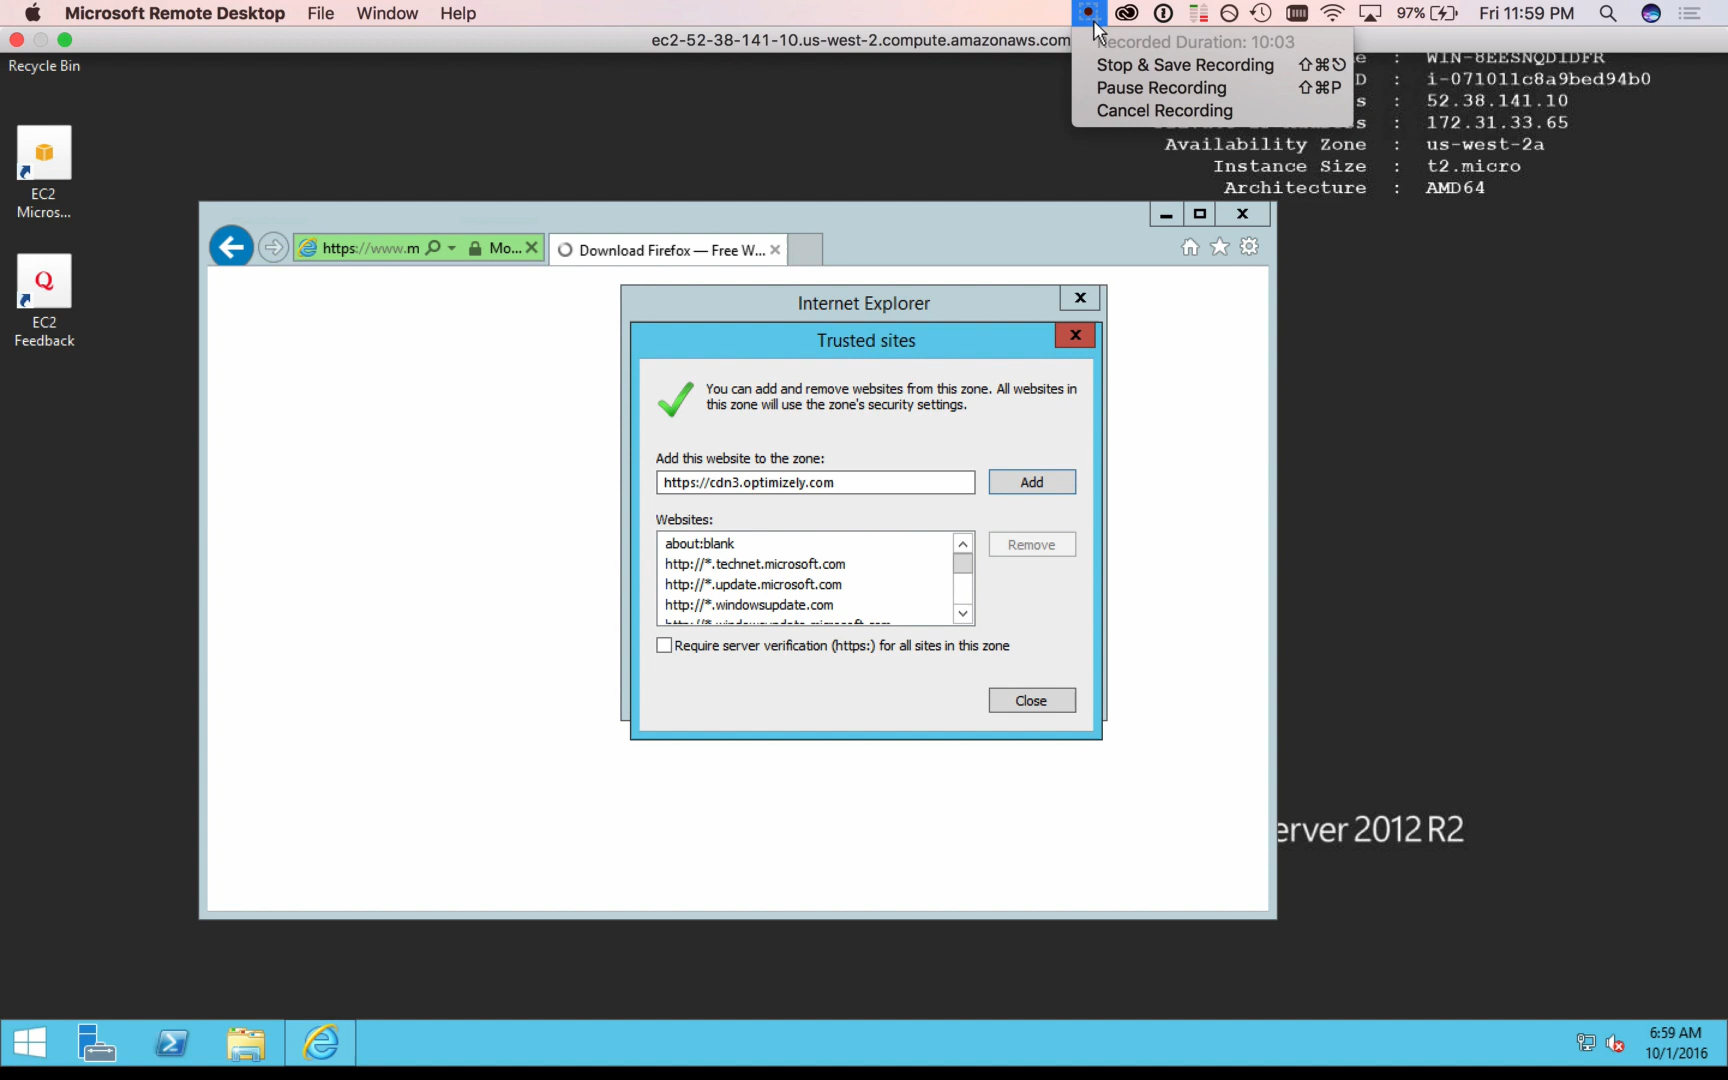 Microsoft Remote Desktop File Window Help 97% Fri 11:59 PM
ec2-52-38-141-10.us-west-2.compute.amazonaws.com
Recorded Duration: 10:03
Stop & Save Recording ⇧⌘⎋
Pause Recording ⇧⌘P
Cancel Recording
Recycle Bin
: WIN-8EESNQD1DFR
: i-071011c8a9bed94b0
: 52.38.141.10
: 172.31.33.65
Availability Zone : us-west-2a
Instance Size : t2.micro
Architecture : AMD64
EC2
Micros...
EC2
Feedback
https://www.m Mo... Download Firefox — Free W...
Internet Explorer
Trusted sites
You can add and remove websites from this zone. All websites in
this zone will use the zone's security settings.
Add this website to the zone:
https://cdn3.optimizely.com Add
Websites:
about:blank
Remove
http://*.technet.microsoft.com
http://*.update.microsoft.com
http://*.windowsupdate.com
http://*.windowsupdate.microsoft.com
Require server verification (https:) for all sites in this zone
Close
erver 2012 R2
6:59 AM
10/1/2016